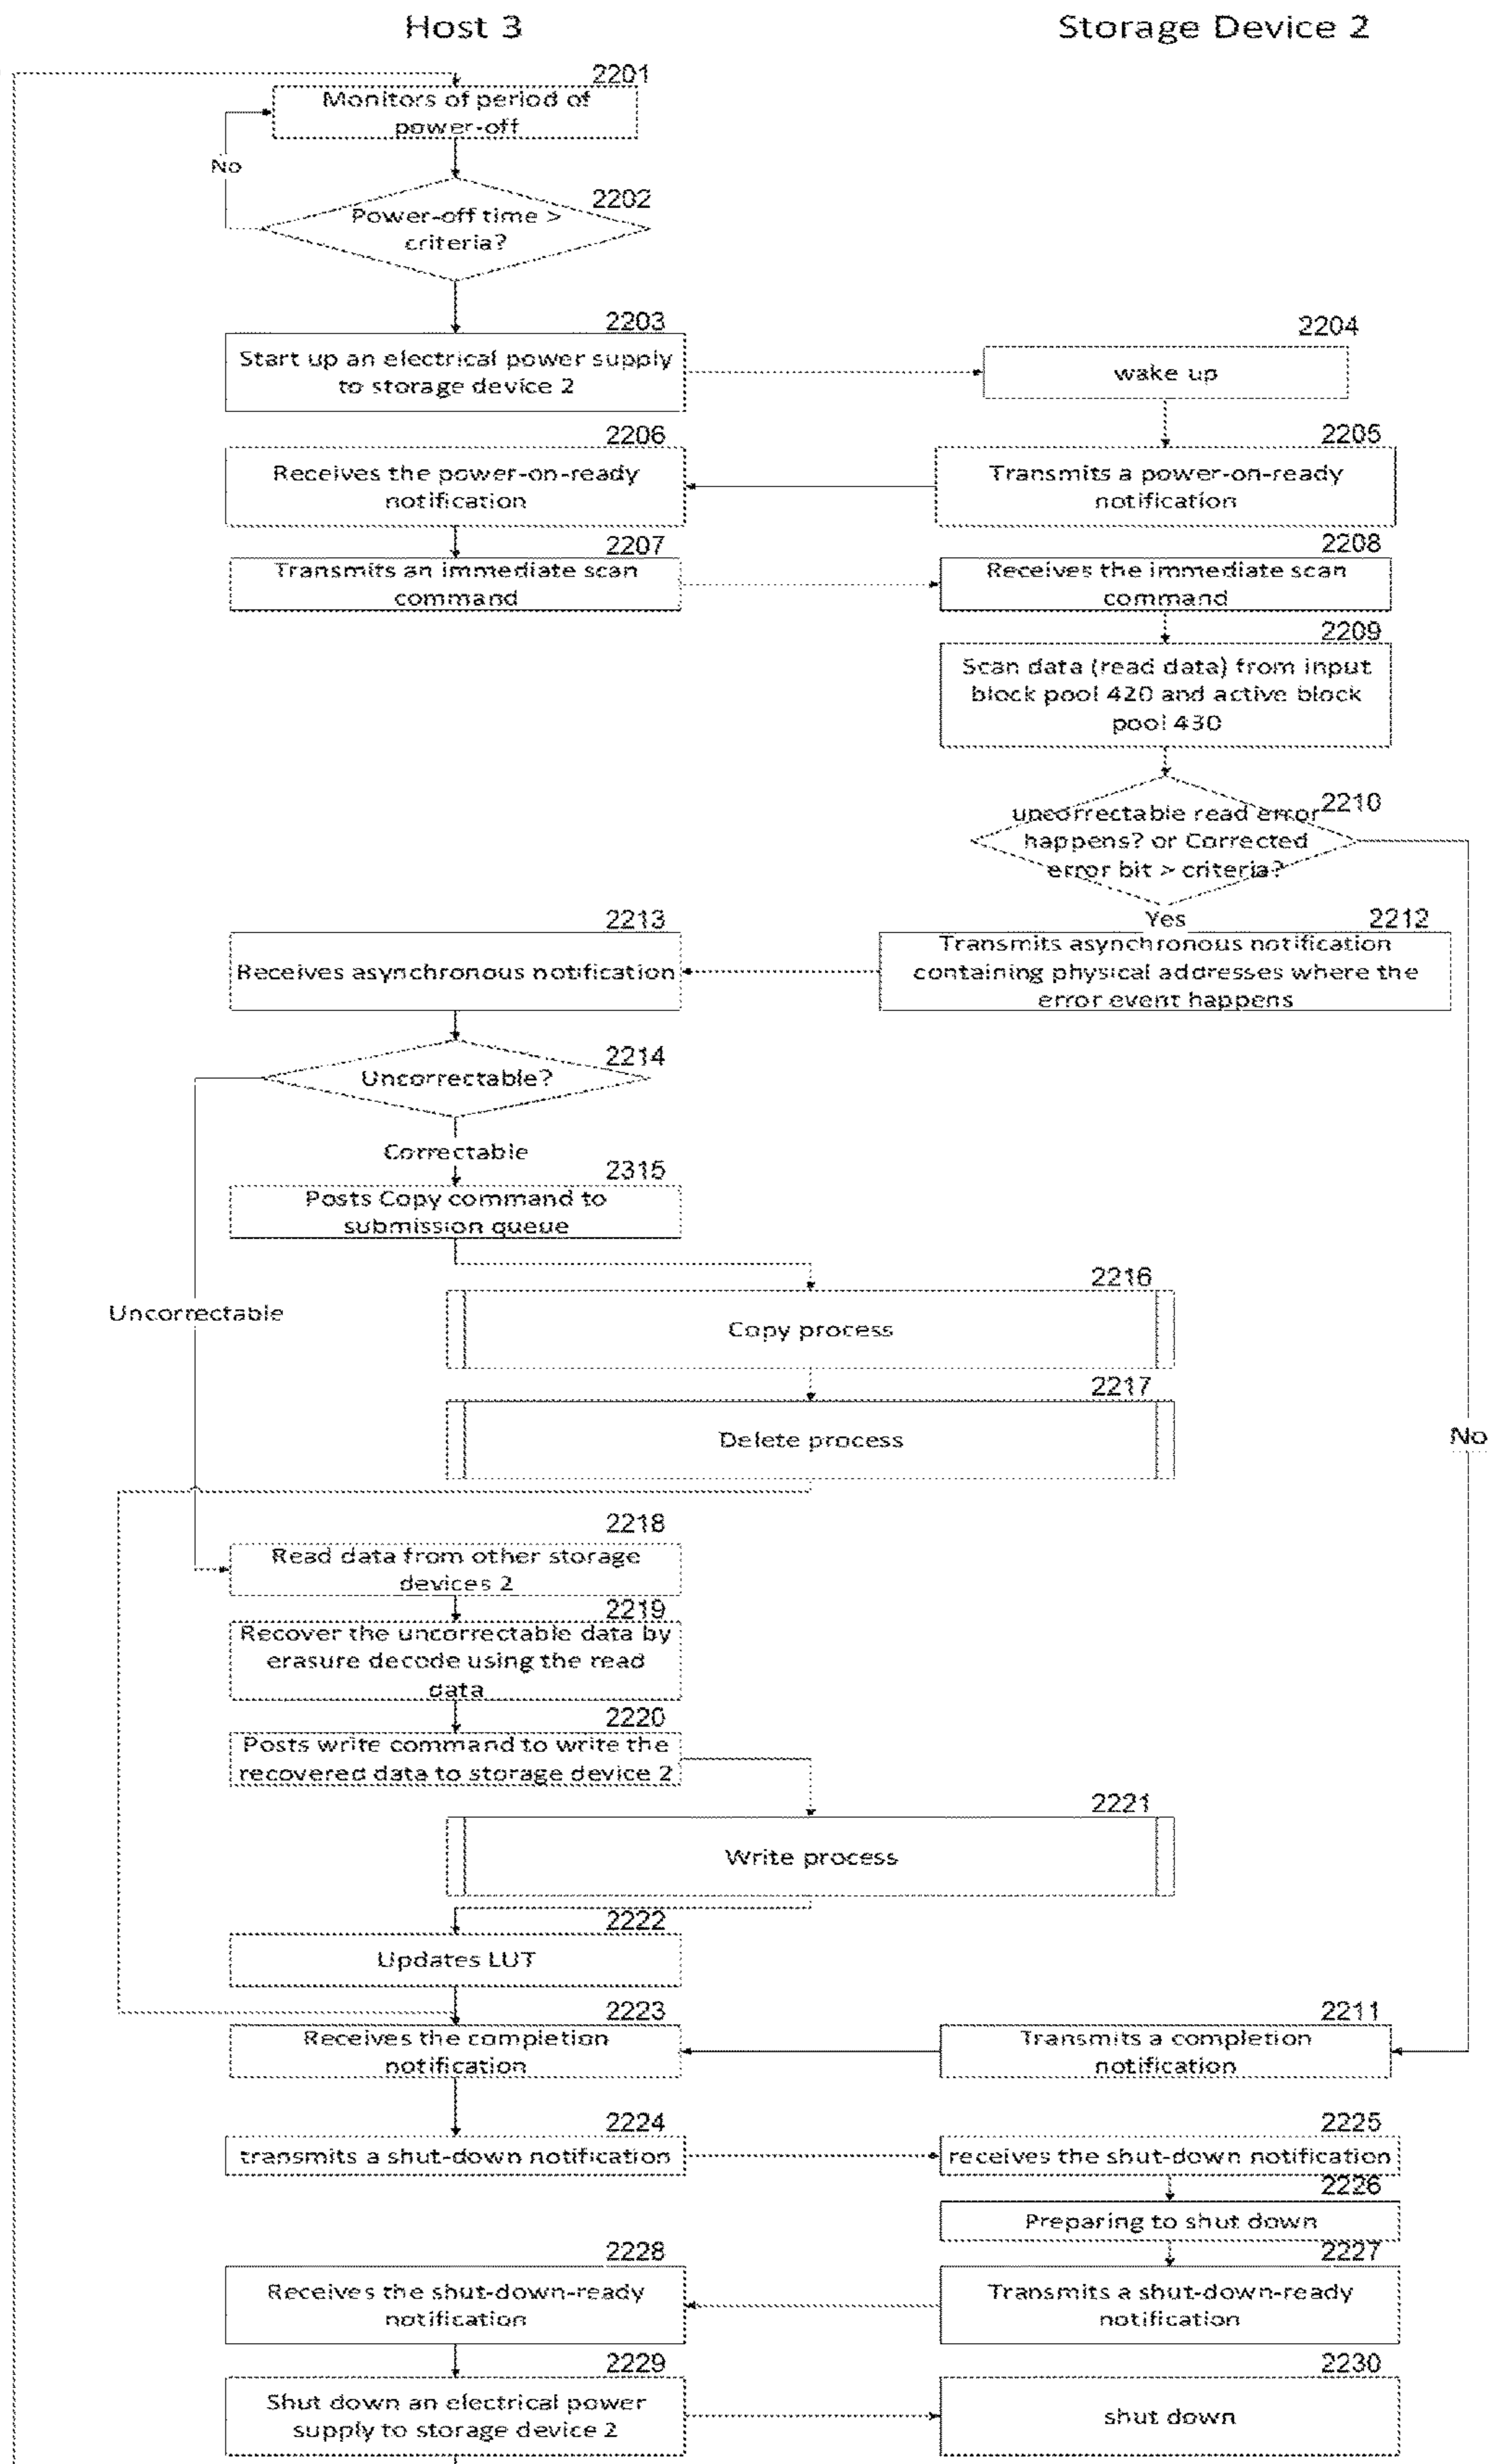 Host 3
Storage Device 2
2201
Monitors of period of
power-off
No
2202
Power-off time >
criteria?
2203
Start up an electrical power supply
to storage device 2
2204
wake up
2206
Receives the power-on-ready
notification
2205
Transmits a power-on-ready
notification
2207
Transmits an immediate scan
command
2208
Receives the immediate scan
command
2209
Scan data (read data) from input
block pool 420 and active block
pool 430
2210
uncorrectable read error
happens? or Corrected
error bit > criteria?
Yes
2213
Receives asynchronous notification
2212
Transmits asynchronous notification
containing physical addresses where the
error event happens
2214
Uncorrectable?
Correctable
2315
Posts Copy command to
submission queue
2216
Copy process
Uncorrectable
2217
Delete process
No
2218
Read data from other storage
devices 2
2219
Recover the uncorrectable data by
erasure decode using the read
data
2220
Posts write command to write the
recovered data to storage device 2
2221
Write process
2222
Updates LUT
2223
Receives the completion
notification
2211
Transmits a completion
notification
2224
transmits a shut-down notification
2225
receives the shut-down notification
2226
Preparing to shut down
2228
Receives the shut-down-ready
notification
2227
Transmits a shut-down-ready
notification
2229
Shut down an electrical power
supply to storage device 2
2230
shut down